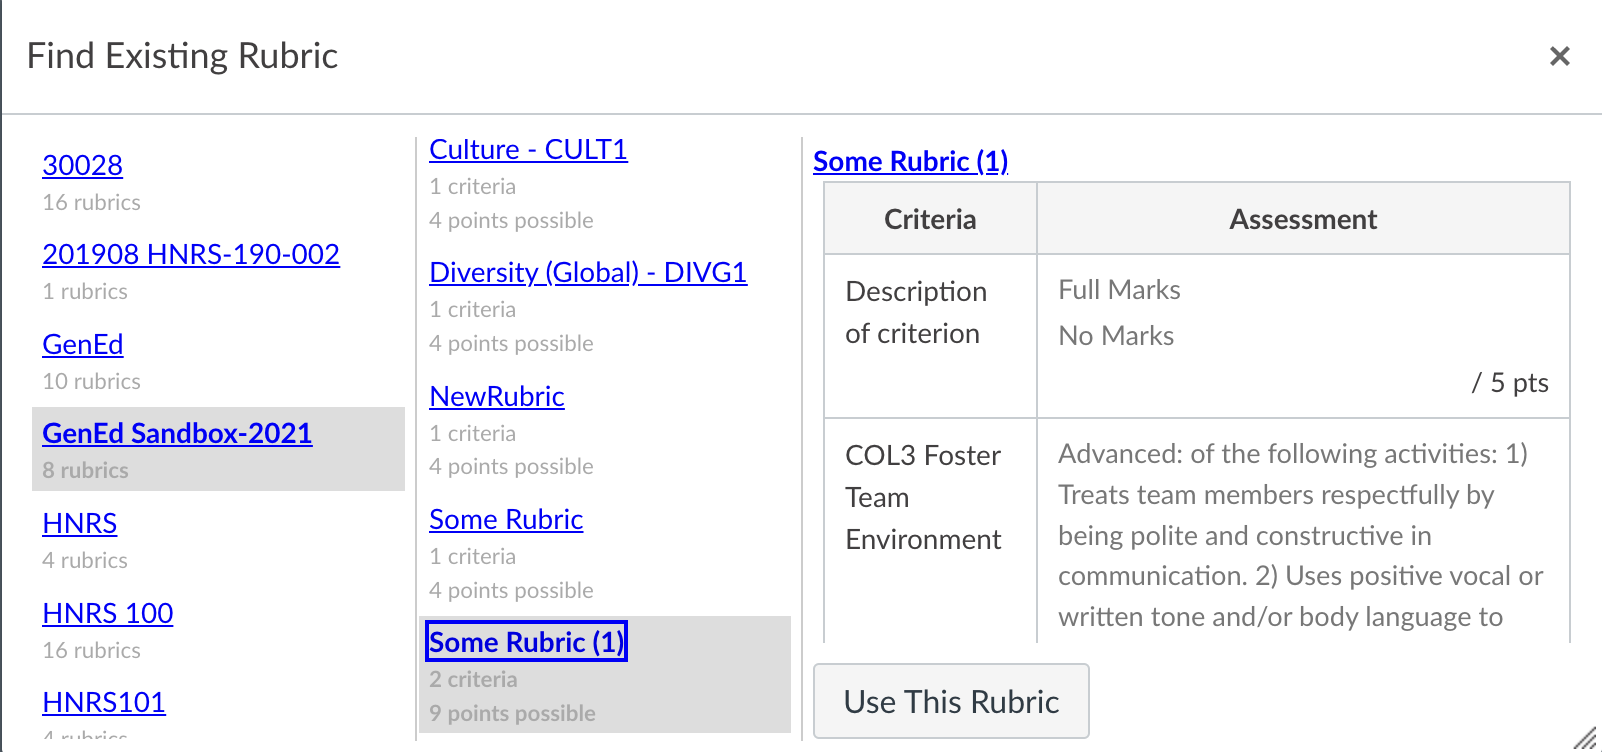 Find Existing Rubric
×
30028
16 rubrics
201908 HNRS-190-002
1 rubrics
GenEd
10 rubrics
GenEd Sandbox-2021
8 rubrics
HNRS
4 rubrics
HNRS 100
16 rubrics
HNRS101
4 rubrics
Culture - CULT1
1 criteria
4 points possible
Diversity (Global) - DIVG1
1 criteria
4 points possible
NewRubric
1 criteria
4 points possible
Some Rubric
1 criteria
4 points possible
Some Rubric (1)
2 criteria
9 points possible
Some Rubric (1)
Criteria
Assessment
Description
of criterion
Full Marks
No Marks
/ 5 pts
COL3 Foster
Team
Environment
Advanced: of the following activities: 1)
Treats team members respectfully by
being polite and constructive in
communication. 2) Uses positive vocal or
written tone and/or body language to
Use This Rubric